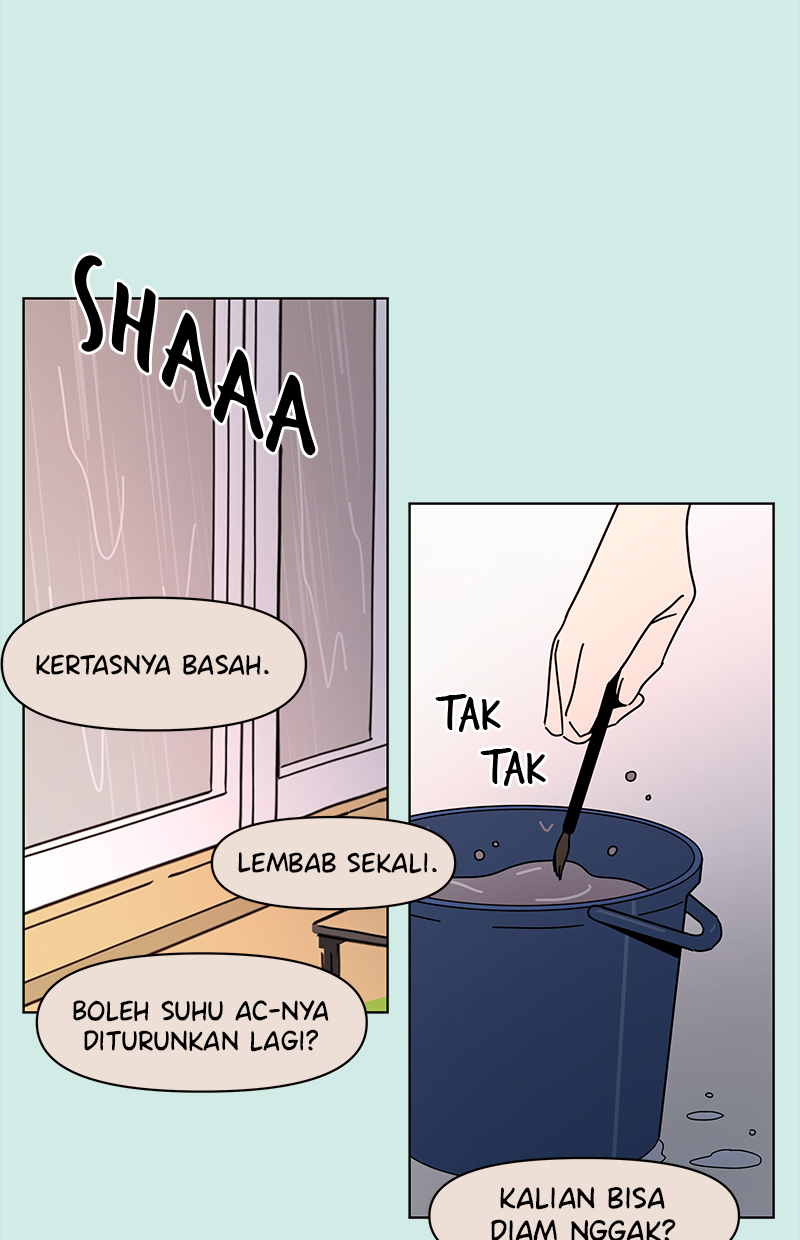 SHAAA
KERTASNYA BASAH.
TAK
TAK
LEMBAB SEKALI.
BOLEH SUHU AC-NYA
DITURUNKAN LAGI?
KALIAN BISA
DIAM NGGAK?